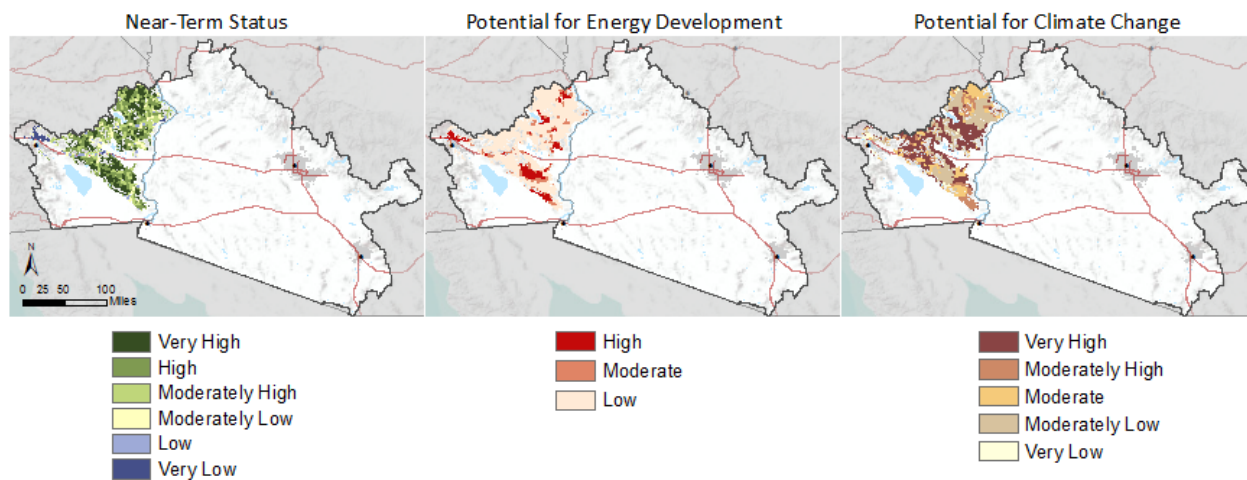 Near-Term Status
Potential for Energy Development
Potential for Climate Change
N
0 25 50 100
Miles
Very High
High
Moderately High
Moderately Low
Low
Very Low
High
Moderate
Low
Very High
Moderately High
Moderate
Moderately Low
Very Low